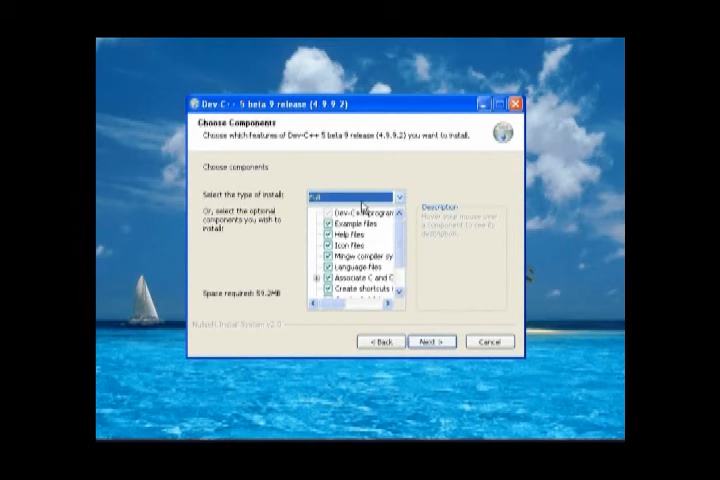 Dev-C++ 5 beta 9 release (4.9.9.2)
Choose Components
Choose which features of Dev-C++ 5 beta 9 release (4.9.9.2) you want to install.
Choose components
Select the type of install:
Full
Or, select the optional
components you wish to
install:
Dev-C++ program
Example files
Help files
Icon files
Mingw compiler sy
Language files
Associate C and C
Create shortcuts i
Description
Hover your mouse over
a component to see its
description.
Space required: 59.2MB
Nullsoft Install System v2.0
< Back
Next >
Cancel